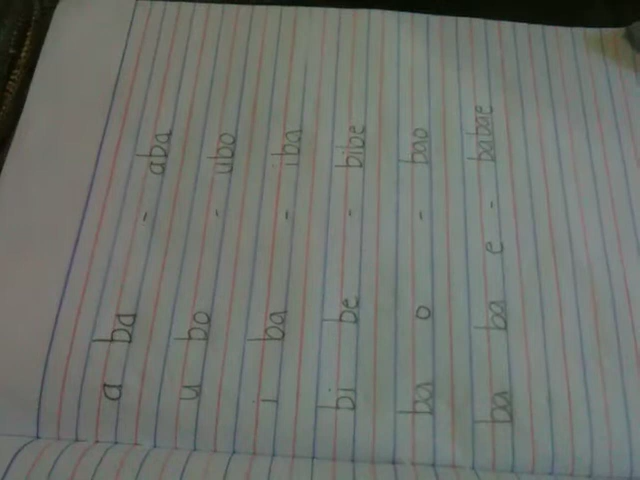 a ba - aba
u bo - ubo
i ba - iba
bi be - bibe
ba o - bao
ba ba e - babae